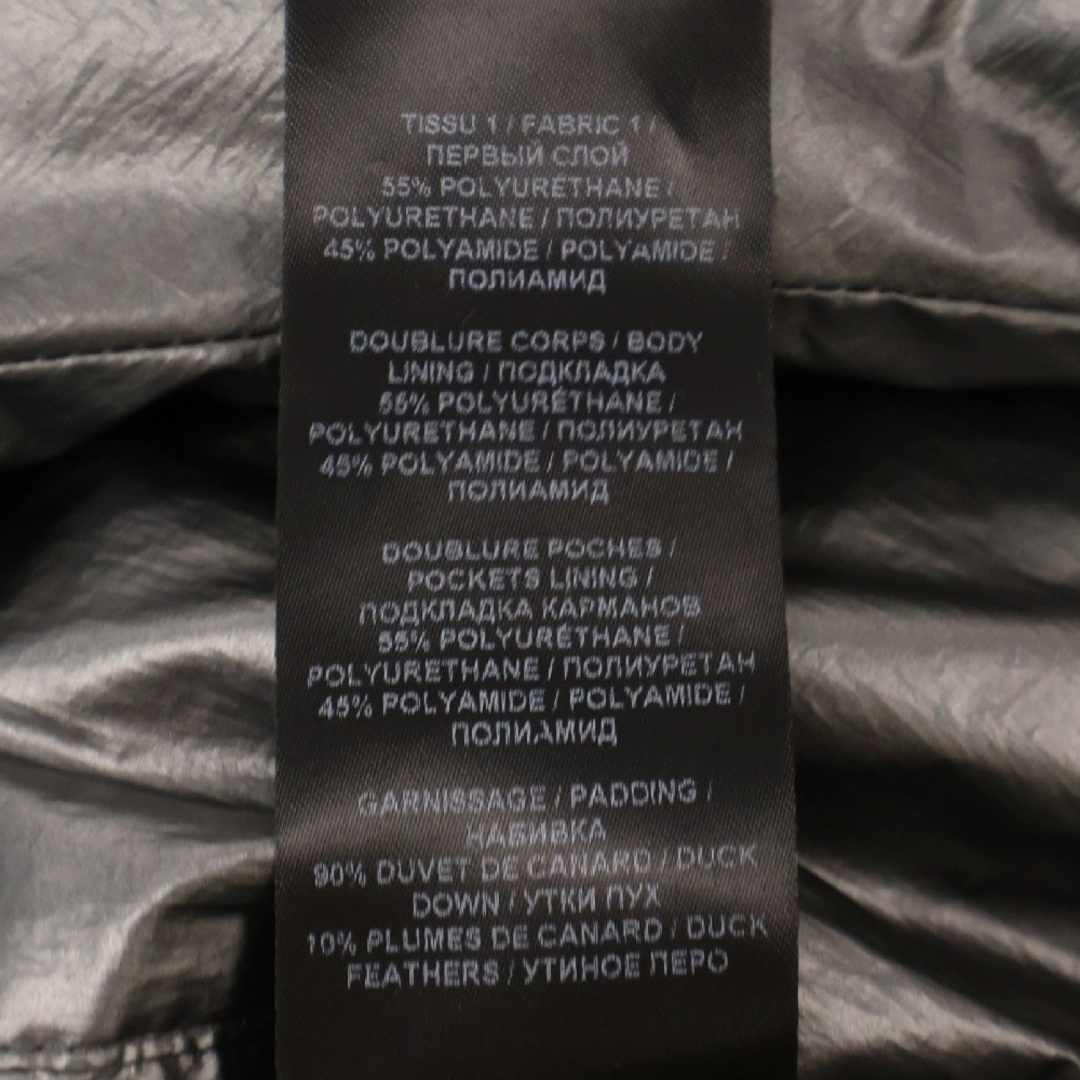 TISSU 1 / FABRIC 1 /
ПЕРВЫЙ СЛОЙ
55% POLYURÉTHANE /
POLYURETHANE / ПОЛИУРЕТАН
45% POLYAMIDE / POLYAMIDE /
ПОЛИАМИД
DOUBLURE CORPS / BODY
LINING / ПОДКЛАДКА
55% POLYURÉTHANE /
POLYURETHANE / ПОЛИУРЕТАН
45% POLYAMIDE / POLYAMIDE /
ПОЛИАМИД
DOUBLURE POCHES /
POCKETS LINING /
ПОДКЛАДКА КАРМАНОВ
55% POLYURÉTHANE /
POLYURETHANE / ПОЛИУРЕТАН
45% POLYAMIDE / POLYAMIDE /
ПОЛИАМИД
GARNISSAGE / PADDING /
НАБИВКА
90% DUVET DE CANARD / DUCK
DOWN / УТКИ ПУХ
10% PLUMES DE CANARD / DUCK
FEATHERS / УТИНОЕ ПЕРО